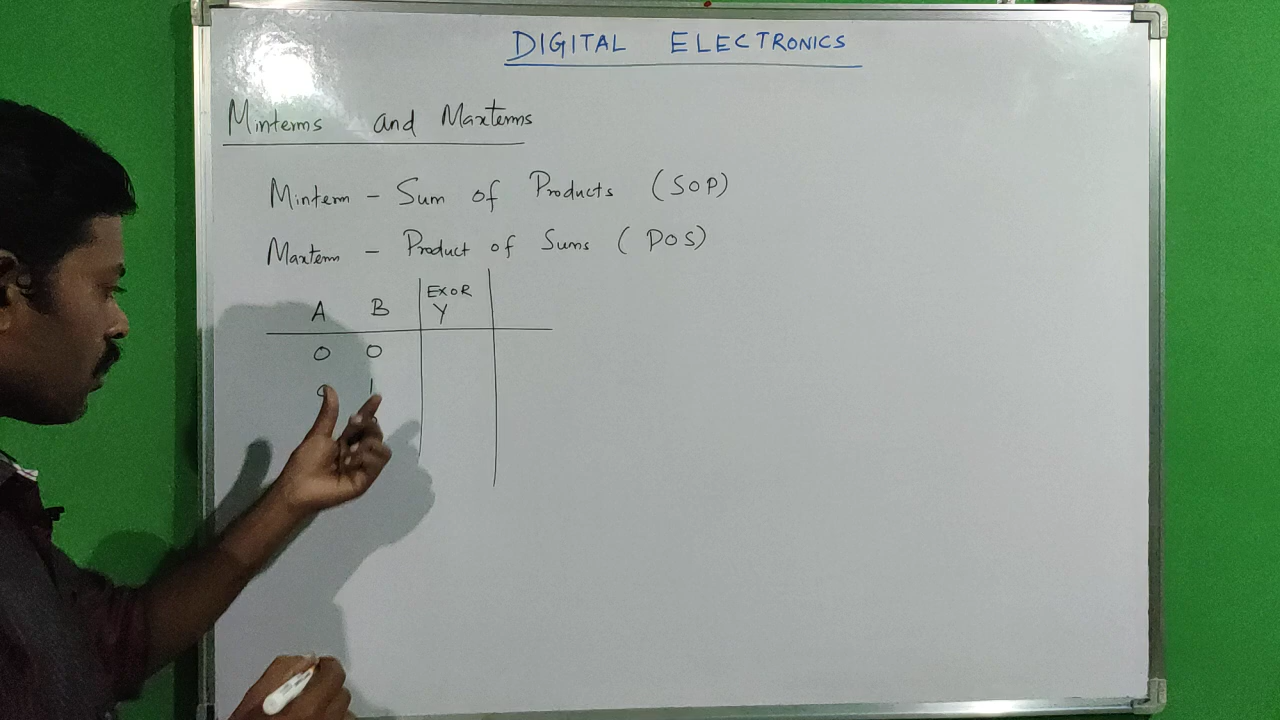 DIGITAL ELECTRONICS
Minterms and Maxterms
Minterm - Sum of Products (SOP)
Maxterm - Product of Sums (POS)
A B EXOR Y
0 0
0 1